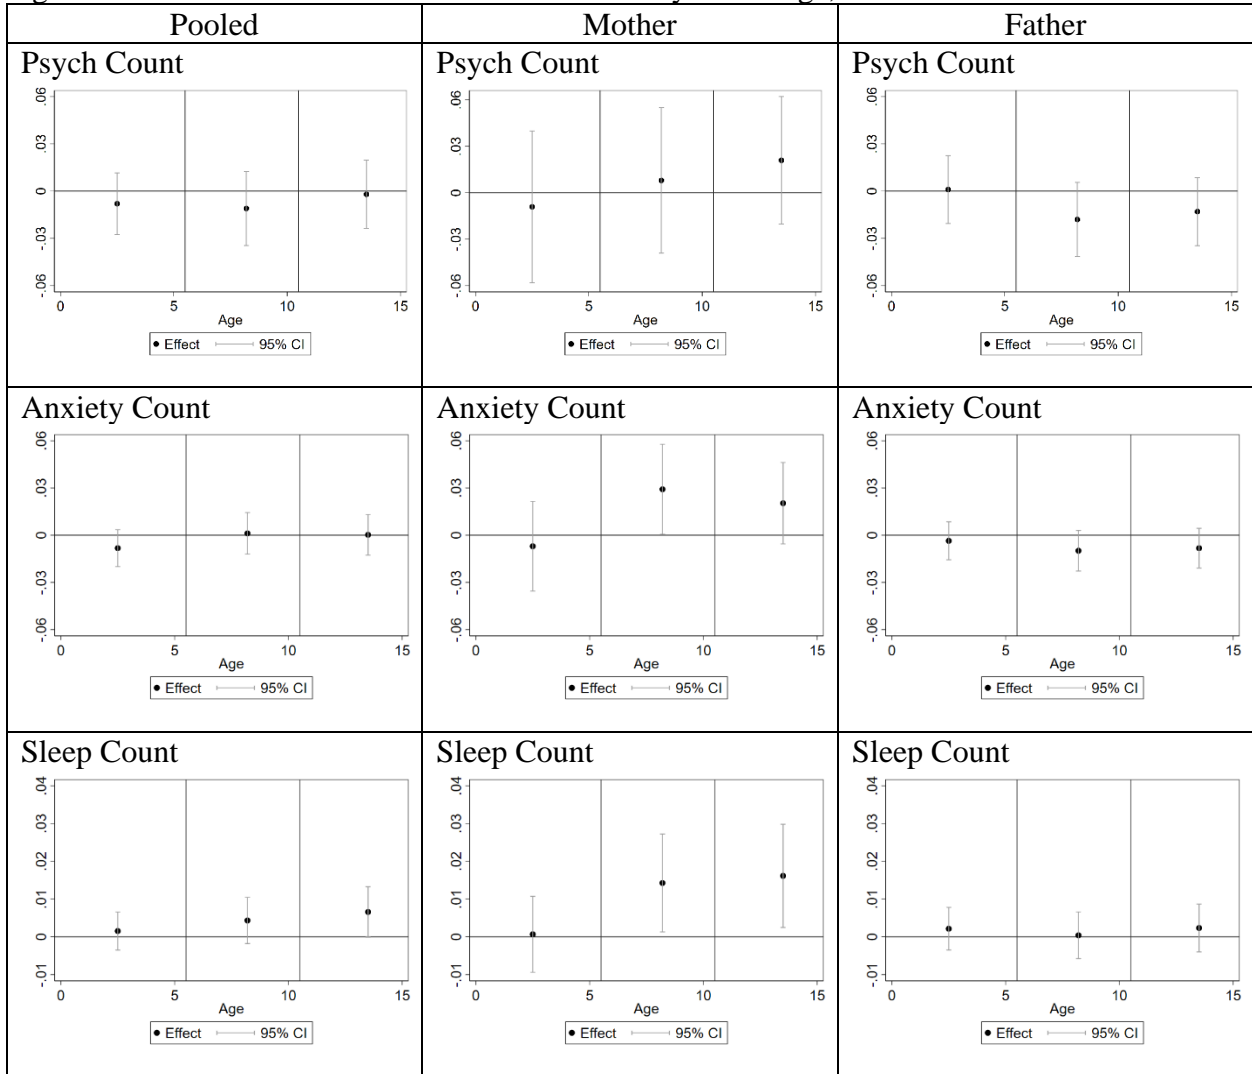 Pooled
Mother
Father
Psych Count
.06
.03
0
-.03
-.06
0 5 10 15
Age
Effect 95% CI
Psych Count
.06
.03
0
-.03
-.06
0 5 10 15
Age
Effect 95% CI
Psych Count
.06
.03
0
-.03
-.06
0 5 10 15
Age
Effect 95% CI
Anxiety Count
.06
.03
0
-.03
-.06
0 5 10 15
Age
Effect 95% CI
Anxiety Count
.06
.03
0
-.03
-.06
0 5 10 15
Age
Effect 95% CI
Anxiety Count
.06
.03
0
-.03
-.06
0 5 10 15
Age
Effect 95% CI
Sleep Count
.04
.03
.02
.01
0
-.01
0 5 10 15
Age
Effect 95% CI
Sleep Count
.04
.03
.02
.01
0
-.01
0 5 10 15
Age
Effect 95% CI
Sleep Count
.04
.03
.02
.01
0
-.01
0 5 10 15
Age
Effect 95% CI